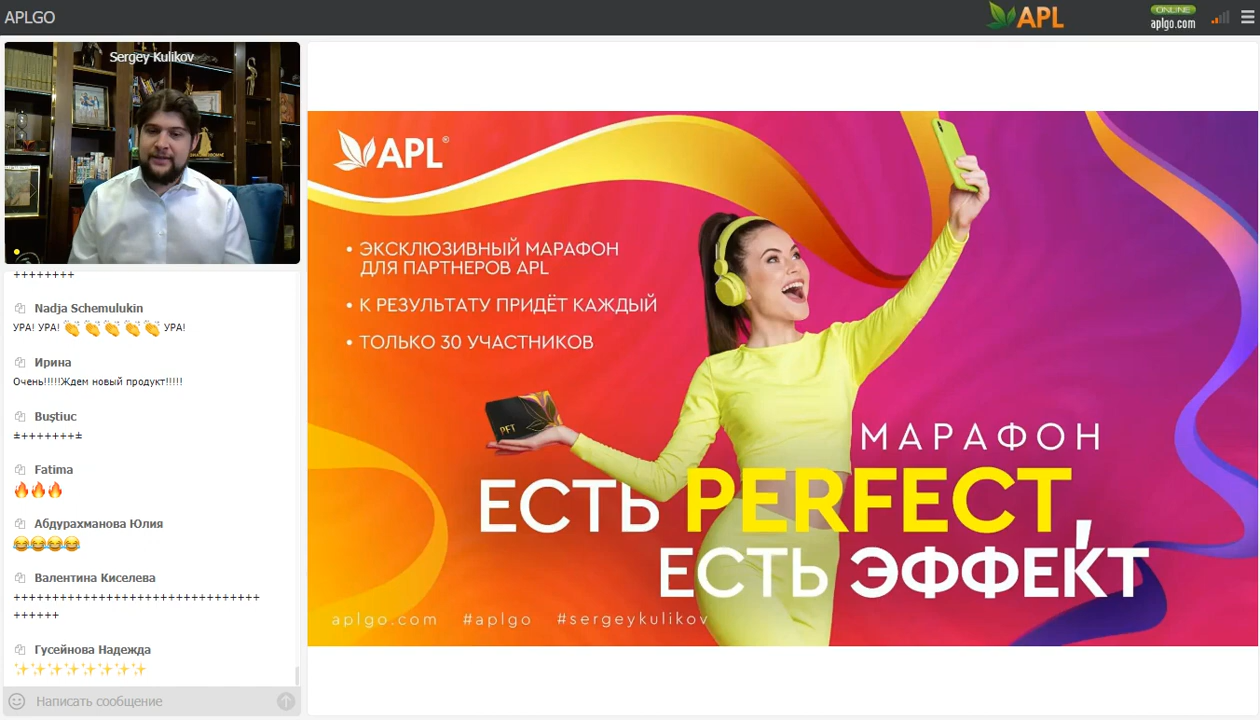 APLGO
APL
ONLINE
aplgo.com
Sergey Kulikov
++++++++
Nadja Schemulukin
УРА! УРА! 👏 👏 👏 👏 👏 УРА!
Ирина
Очень!!!!!Ждем новый продукт!!!!!
Buştiuc
±+++++++±
Fatima
🔥🔥🔥
Абдурахманова Юлия
😂😂😂😂
Валентина Киселева
++++++++++++++++++++++++++++++++
++++++
Гусейнова Надежда
✨✨✨✨✨✨✨✨
Написать сообщение
APL®
• ЭКСКЛЮЗИВНЫЙ МАРАФОН
ДЛЯ ПАРТНЕРОВ APL
• К РЕЗУЛЬТАТУ ПРИДЁТ КАЖДЫЙ
• ТОЛЬКО 30 УЧАСТНИКОВ
PFT
МАРАФОН
ЕСТЬ PERFECT,
ЕСТЬ ЭФФЕКТ
aplgo.com #aplgo #sergeykulikov